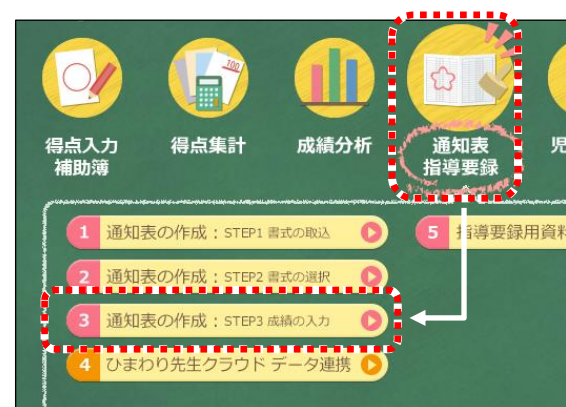 100
得点入力
補助簿
得点集計
成績分析
通知表
指導要録
児
1 通知表の作成：STEP1 書式の取込
5 指導要録用資料
2 通知表の作成：STEP2 書式の選択
3 通知表の作成：STEP3 成績の入力
4 ひまわり先生クラウド データ連携